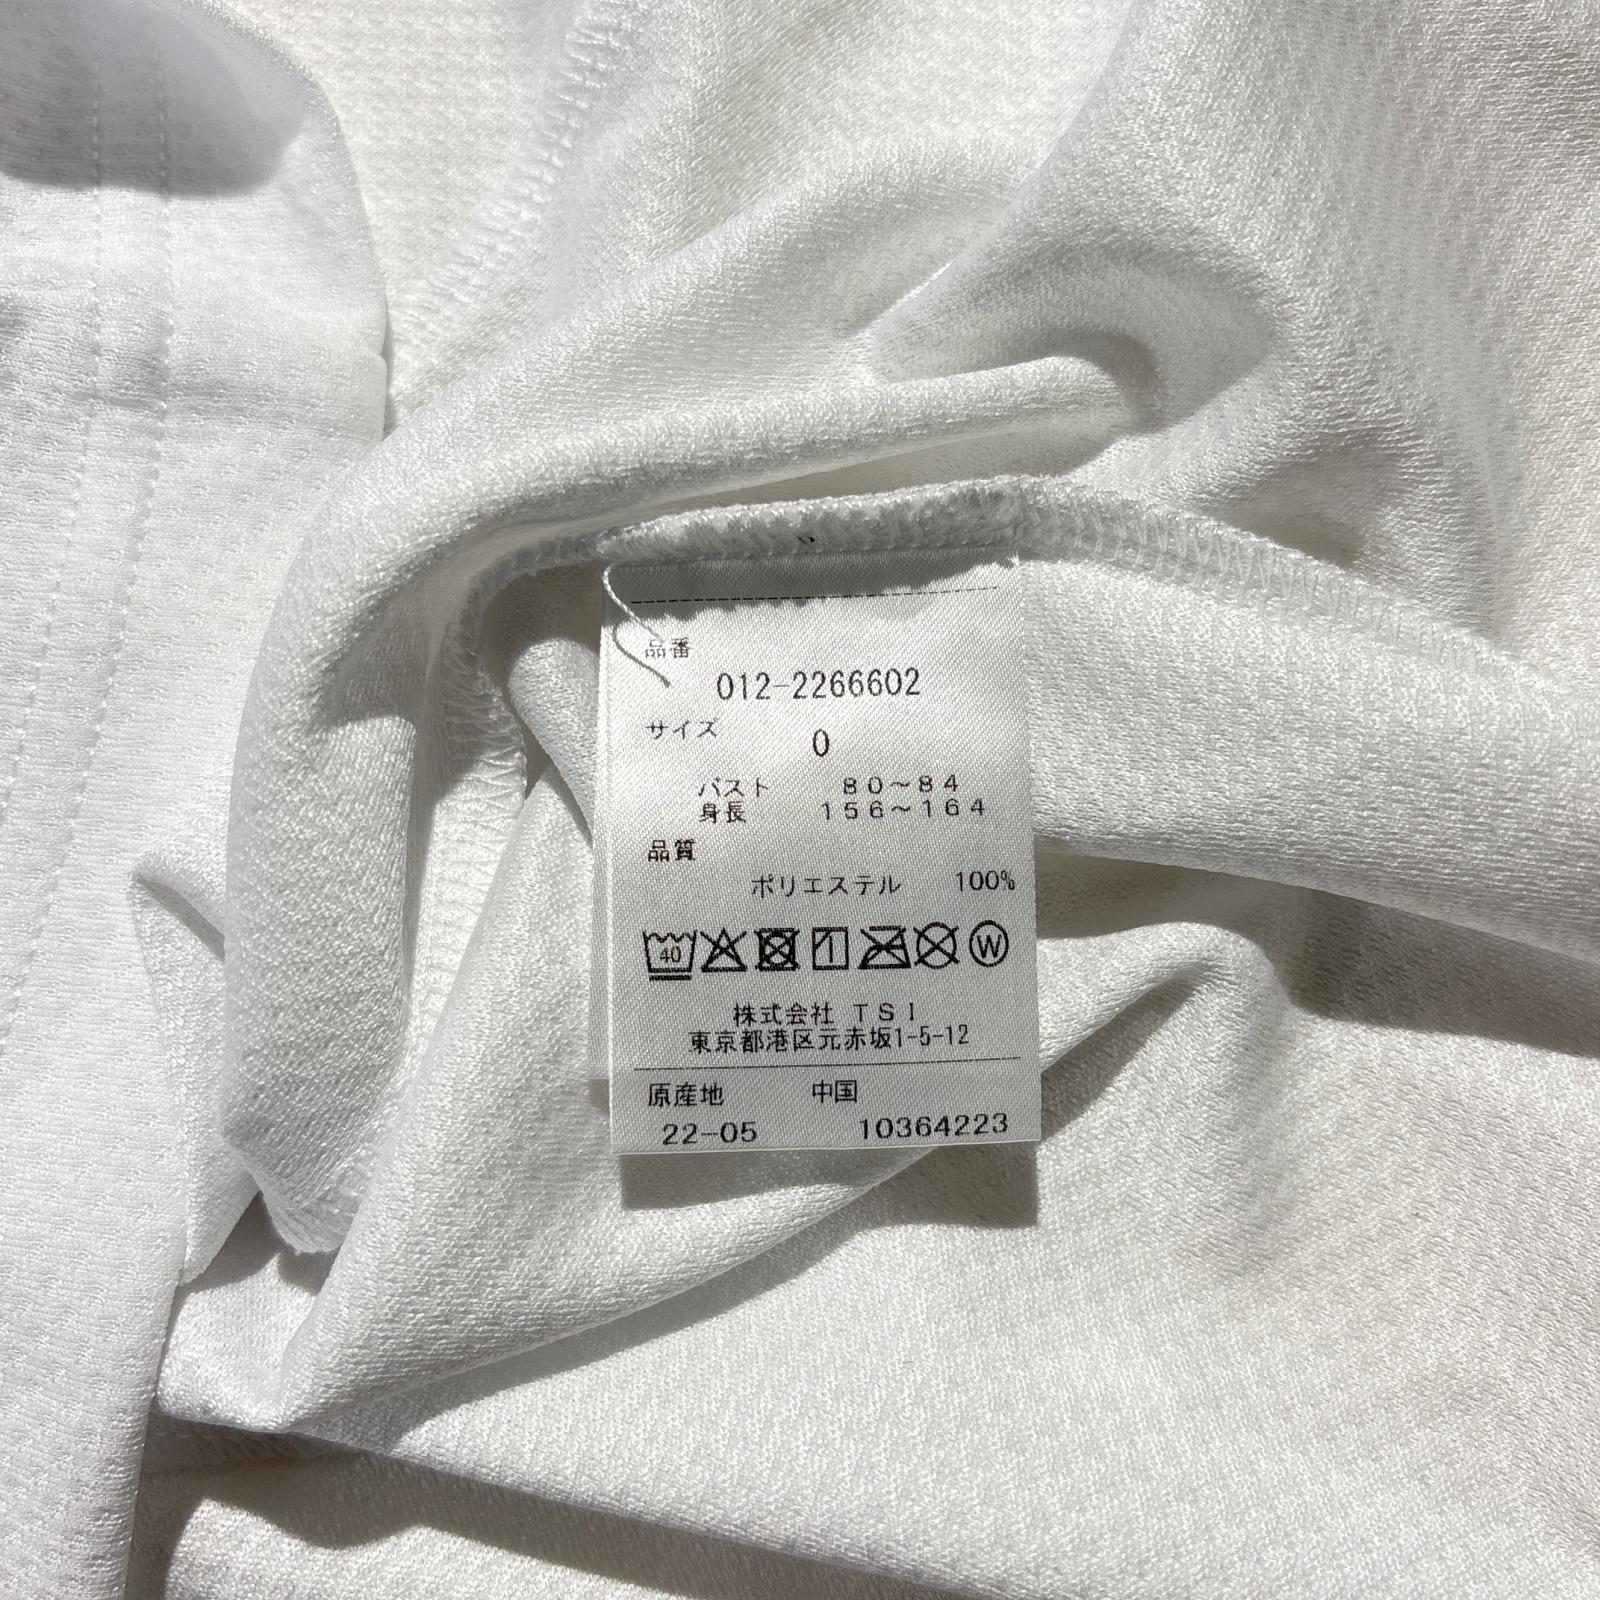 品番
012-2266602
サイズ
0
バスト 80～84
身長 156～164
品質
ポリエステル 100%
40
W
株式会社 TSI
東京都港区元赤坂1-5-12
原産地 中国
22-05 10364223